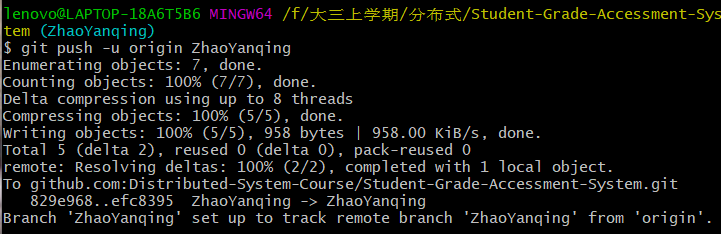 lenovo@LAPTOP-18A6T5B6 MINGW64 /f/大三上学期/分布式/Student-Grade-Accessment-Sys
tem (ZhaoYanqing)
$ git push -u origin ZhaoYanqing
Enumerating objects: 7, done.
Counting objects: 100% (7/7), done.
Delta compression using up to 8 threads
Compressing objects: 100% (5/5), done.
Writing objects: 100% (5/5), 958 bytes | 958.00 KiB/s, done.
Total 5 (delta 2), reused 0 (delta 0), pack-reused 0
remote: Resolving deltas: 100% (2/2), completed with 1 local object.
To github.com:Distributed-System-Course/Student-Grade-Accessment-System.git
   829e968..efc8395  ZhaoYanqing -> ZhaoYanqing
Branch 'ZhaoYanqing' set up to track remote branch 'ZhaoYanqing' from 'origin'.